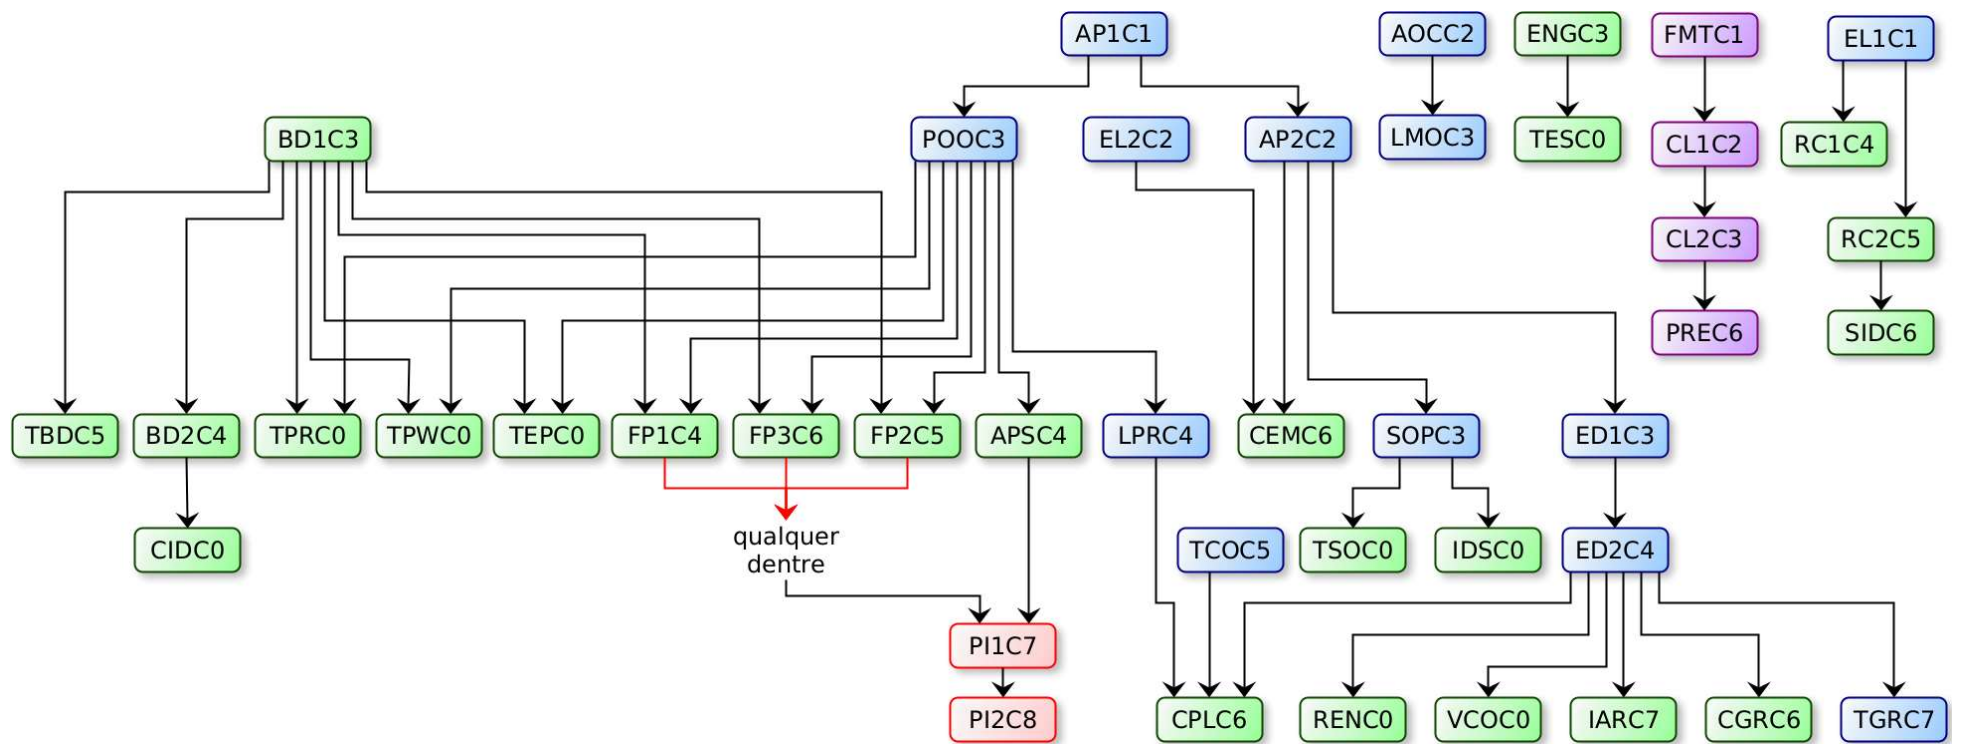 AP1C1
AOCC2
ENGC3
FMTC1
EL1C1
BD1C3
POOC3
EL2C2
AP2C2
LMOC3
TESC0
CL1C2
RC1C4
CL2C3
RC2C5
PREC6
SIDC6
TBDC5
BD2C4
TPRC0
TPWC0
TEPC0
FP1C4
FP3C6
FP2C5
APSC4
LPRC4
CEMC6
SOPC3
ED1C3
CIDC0
qualquer
dentre
TCOC5
TSOC0
IDSC0
ED2C4
PI1C7
PI2C8
CPLC6
RENC0
VCOC0
IARC7
CGRC6
TGRC7